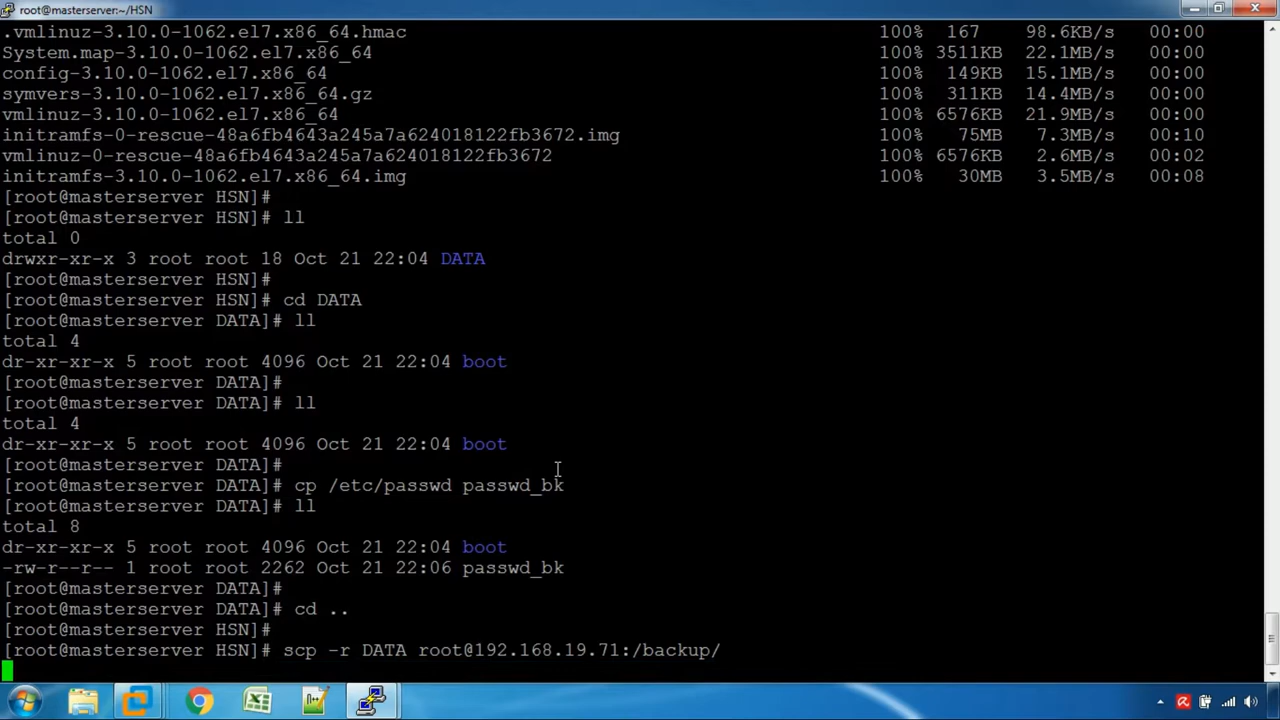 root@masterserver:~/HSN
.vmlinuz-3.10.0-1062.el7.x86_64.hmac 100% 167 98.6KB/s 00:00
System.map-3.10.0-1062.el7.x86_64 100% 3511KB 22.1MB/s 00:00
config-3.10.0-1062.el7.x86_64 100% 149KB 15.1MB/s 00:00
symvers-3.10.0-1062.el7.x86_64.gz 100% 311KB 14.4MB/s 00:00
vmlinuz-3.10.0-1062.el7.x86_64 100% 6576KB 21.9MB/s 00:00
initramfs-0-rescue-48a6fb4643a245a7a624018122fb3672.img 100% 75MB 7.3MB/s 00:10
vmlinuz-0-rescue-48a6fb4643a245a7a624018122fb3672 100% 6576KB 2.6MB/s 00:02
initramfs-3.10.0-1062.el7.x86_64.img 100% 30MB 3.5MB/s 00:08
[root@masterserver HSN]#
[root@masterserver HSN]# ll
total 0
drwxr-xr-x 3 root root 18 Oct 21 22:04 DATA
[root@masterserver HSN]#
[root@masterserver HSN]# cd DATA
[root@masterserver DATA]# ll
total 4
dr-xr-xr-x 5 root root 4096 Oct 21 22:04 boot
[root@masterserver DATA]#
[root@masterserver DATA]# ll
total 4
dr-xr-xr-x 5 root root 4096 Oct 21 22:04 boot
[root@masterserver DATA]#
[root@masterserver DATA]# cp /etc/passwd passwd_bk
[root@masterserver DATA]# ll
total 8
dr-xr-xr-x 5 root root 4096 Oct 21 22:04 boot
-rw-r--r-- 1 root root 2262 Oct 21 22:06 passwd_bk
[root@masterserver DATA]#
[root@masterserver DATA]# cd ..
[root@masterserver HSN]#
[root@masterserver HSN]# scp -r DATA root@192.168.19.71:/backup/